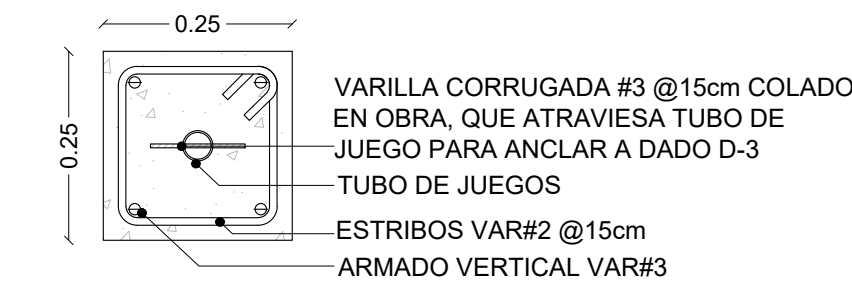 0.25
0.25
VARILLA CORRUGADA #3 @15cm COLADO
EN OBRA, QUE ATRAVIESA TUBO DE
JUEGO PARA ANCLAR A DADO D-3
TUBO DE JUEGOS
ESTRIBOS VAR#2 @15cm
ARMADO VERTICAL VAR#3